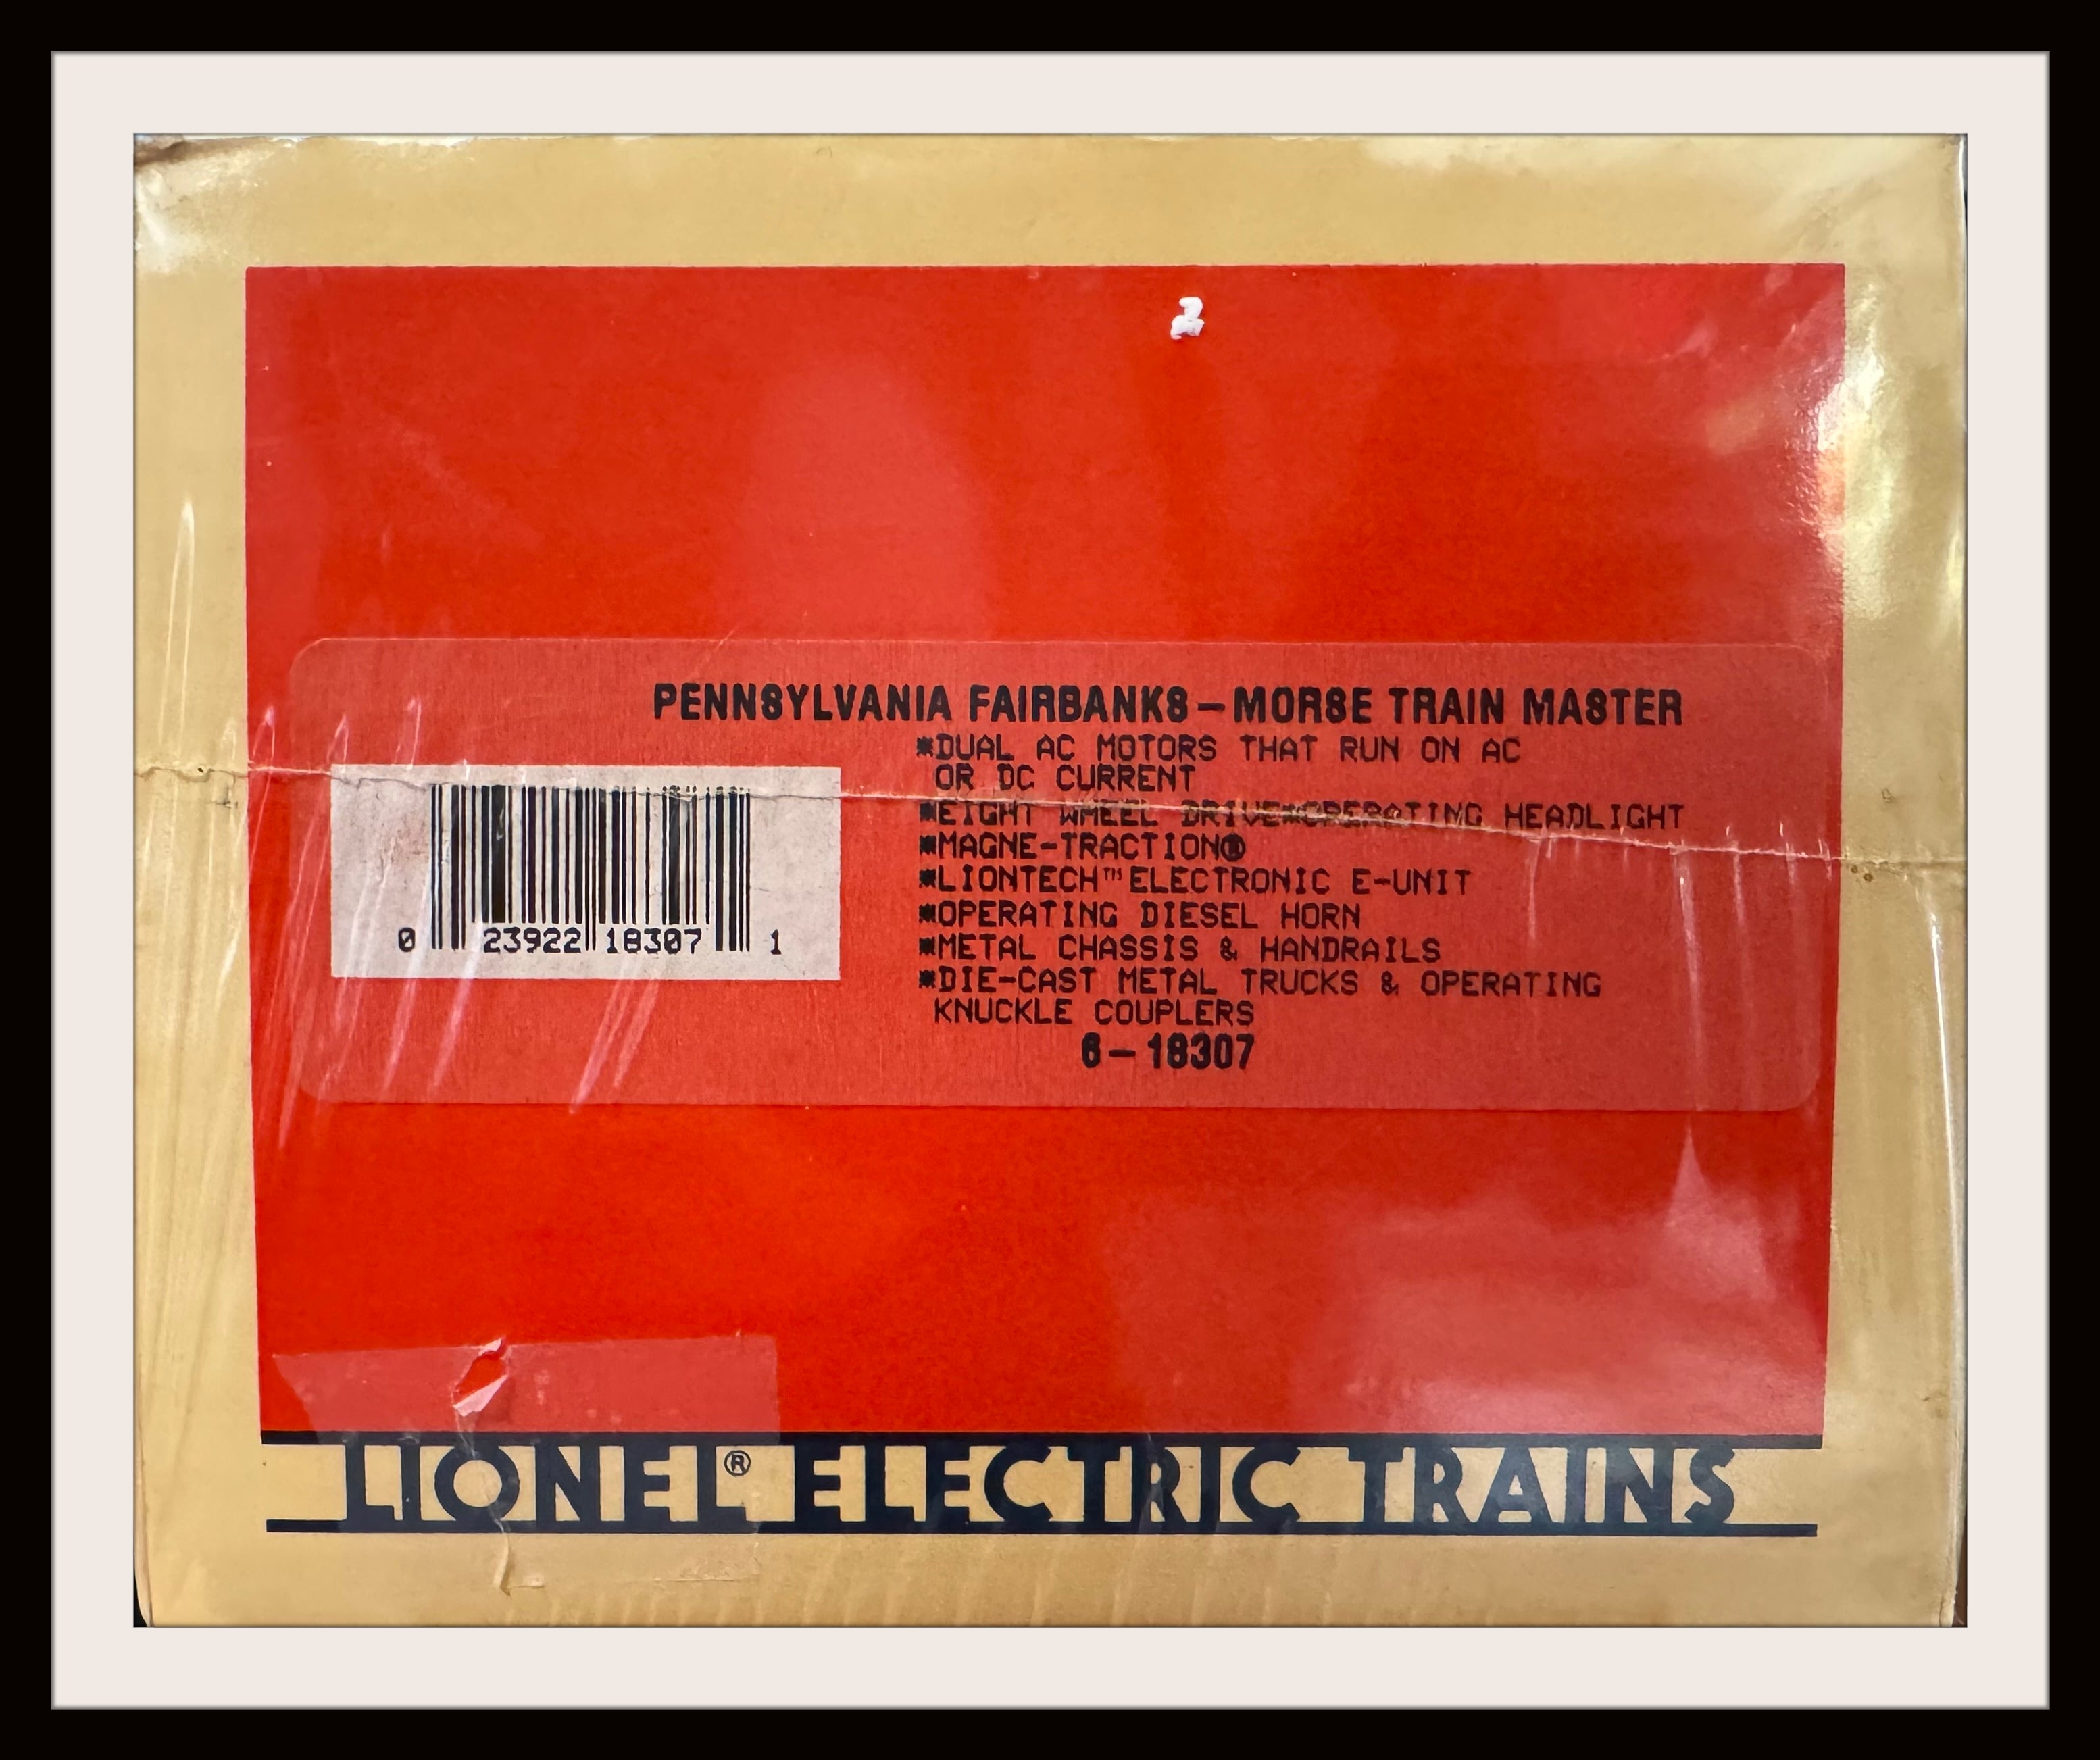 PENNSYLVANIA FAIRBANKS-MORSE TRAIN MASTER
*DUAL AC MOTORS THAT RUN ON AC
OR DC CURRENT
*EIGHT WHEEL DRIVE*OPERATING HEADLIGHT
*MAGNE-TRACTION®
*LIONTECH™ ELECTRONIC E-UNIT
*OPERATING DIESEL HORN
*METAL CHASSIS & HANDRAILS
*DIE-CAST METAL TRUCKS & OPERATING
KNUCKLE COUPLERS
6-18307
0 23922 18307 1
LIONEL® ELECTRIC TRAINS